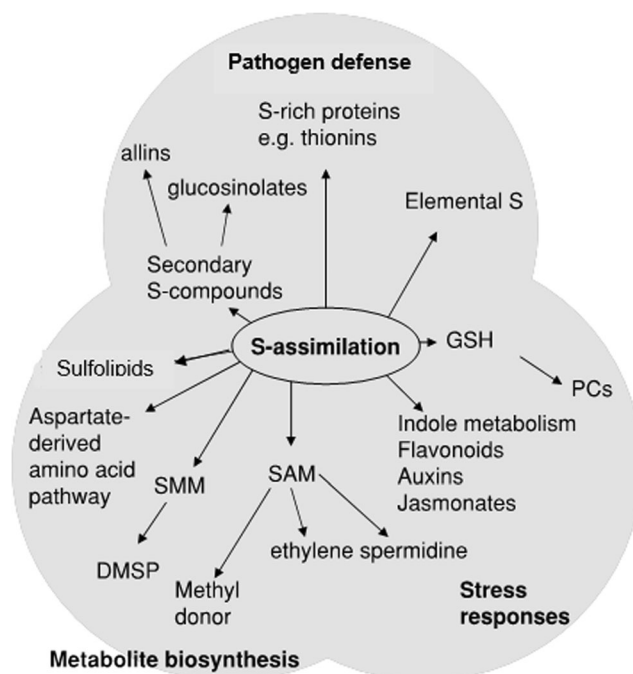 Pathogen defense
S-rich proteins
e.g. thionins
allins
glucosinolates
Elemental S
Secondary
S-compounds
S-assimilation
GSH
Sulfolipids
PCs
Aspartate-
derived
amino acid
pathway
Indole metabolism
Flavonoids
Auxins
Jasmonates
SMM
SAM
ethylene spermidine
DMSP
Methyl
donor
Stress
responses
Metabolite biosynthesis